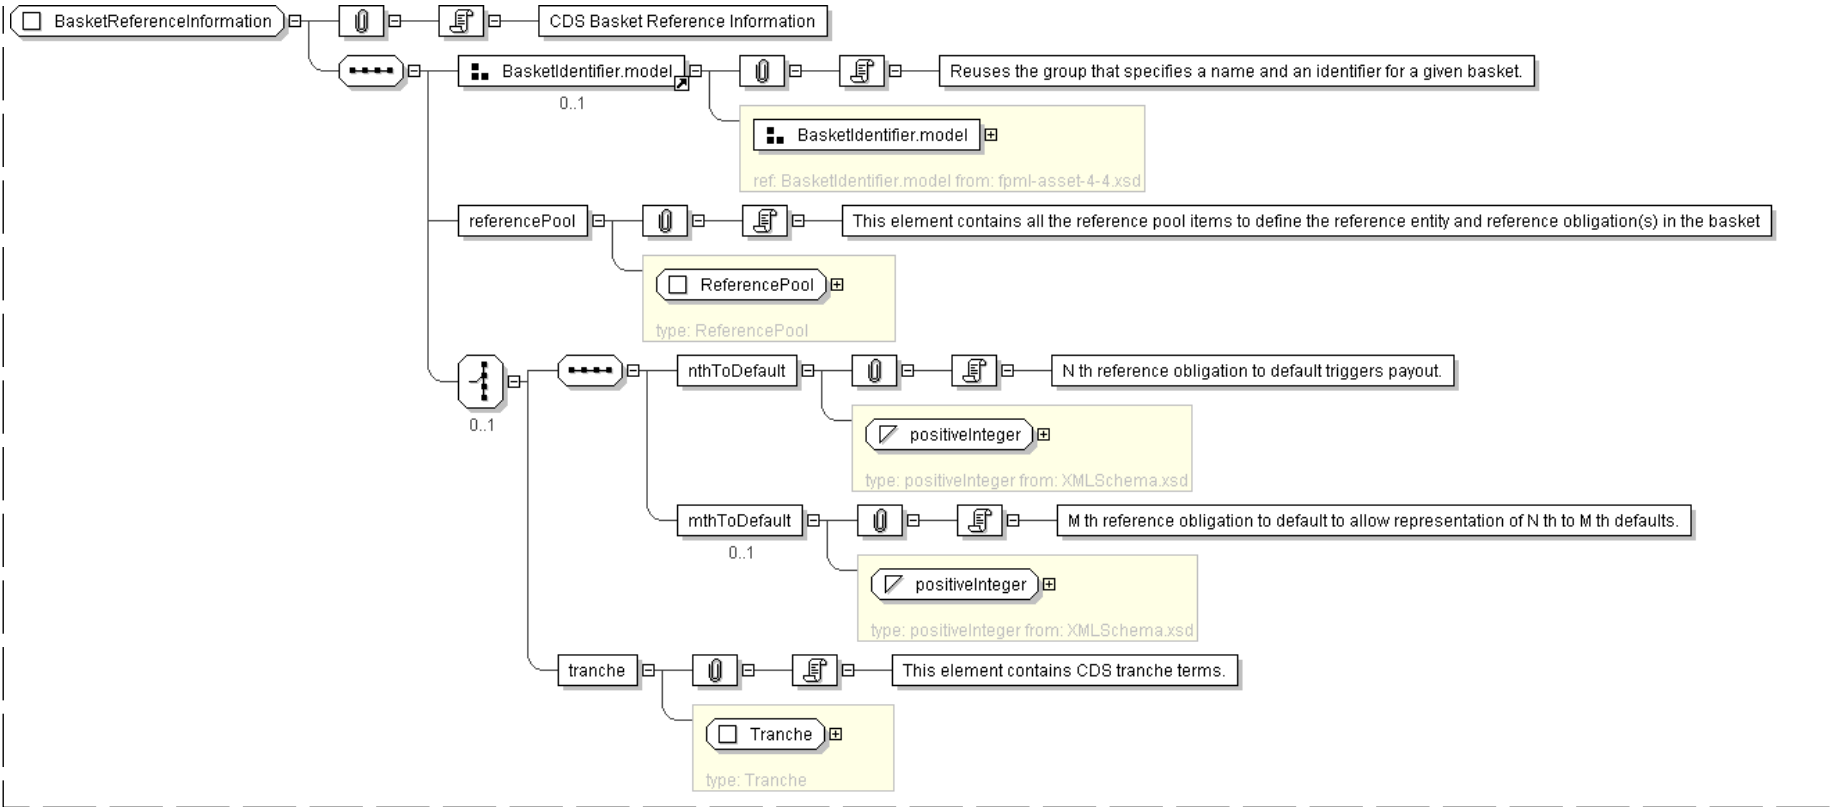 BasketReferenceInformation
CDS Basket Reference Information
BasketIdentifier.model
Reuses the group that specifies a name and an identifier for a given basket.
0..1
BasketIdentifier.model
ref: BasketIdentifier.model from: fpml-asset-4-4.xsd
referencePool
This element contains all the reference pool items to define the reference entity and reference obligation(s) in the basket
ReferencePool
type: ReferencePool
nthToDefault
N th reference obligation to default triggers payout.
0..1
positiveInteger
type: positiveInteger from: XMLSchema.xsd
mthToDefault
M th reference obligation to default to allow representation of N th to M th defaults.
0..1
positiveInteger
type: positiveInteger from: XMLSchema.xsd
tranche
This element contains CDS tranche terms.
Tranche
type: Tranche